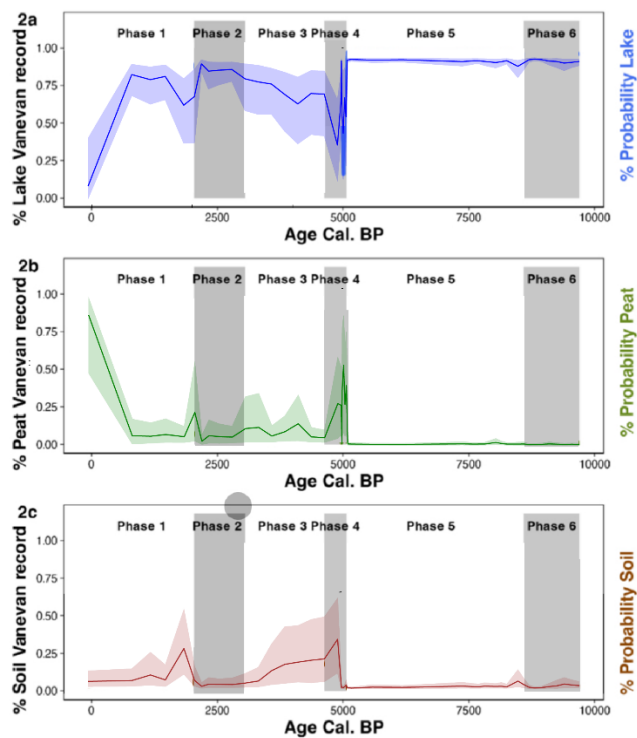 2a
Phase 1 Phase 2 Phase 3 Phase 4 Phase 5 Phase 6
1.00
0.75
0.50
0.25
0.00
% Lake Vanevan record
% Probability Lake
0 2500 5000 7500 10000
Age Cal. BP
2b
Phase 1 Phase 2 Phase 3 Phase 4 Phase 5 Phase 6
1.00
0.75
0.50
0.25
0.00
% Peat Vanevan record
% Probability Peat
0 2500 5000 7500 10000
Age Cal. BP
2c
Phase 1 Phase 2 Phase 3 Phase 4 Phase 5 Phase 6
1.00
0.75
0.50
0.25
0.00
% Soil Vanevan record
% Probability Soil
0 2500 5000 7500 10000
Age Cal. BP